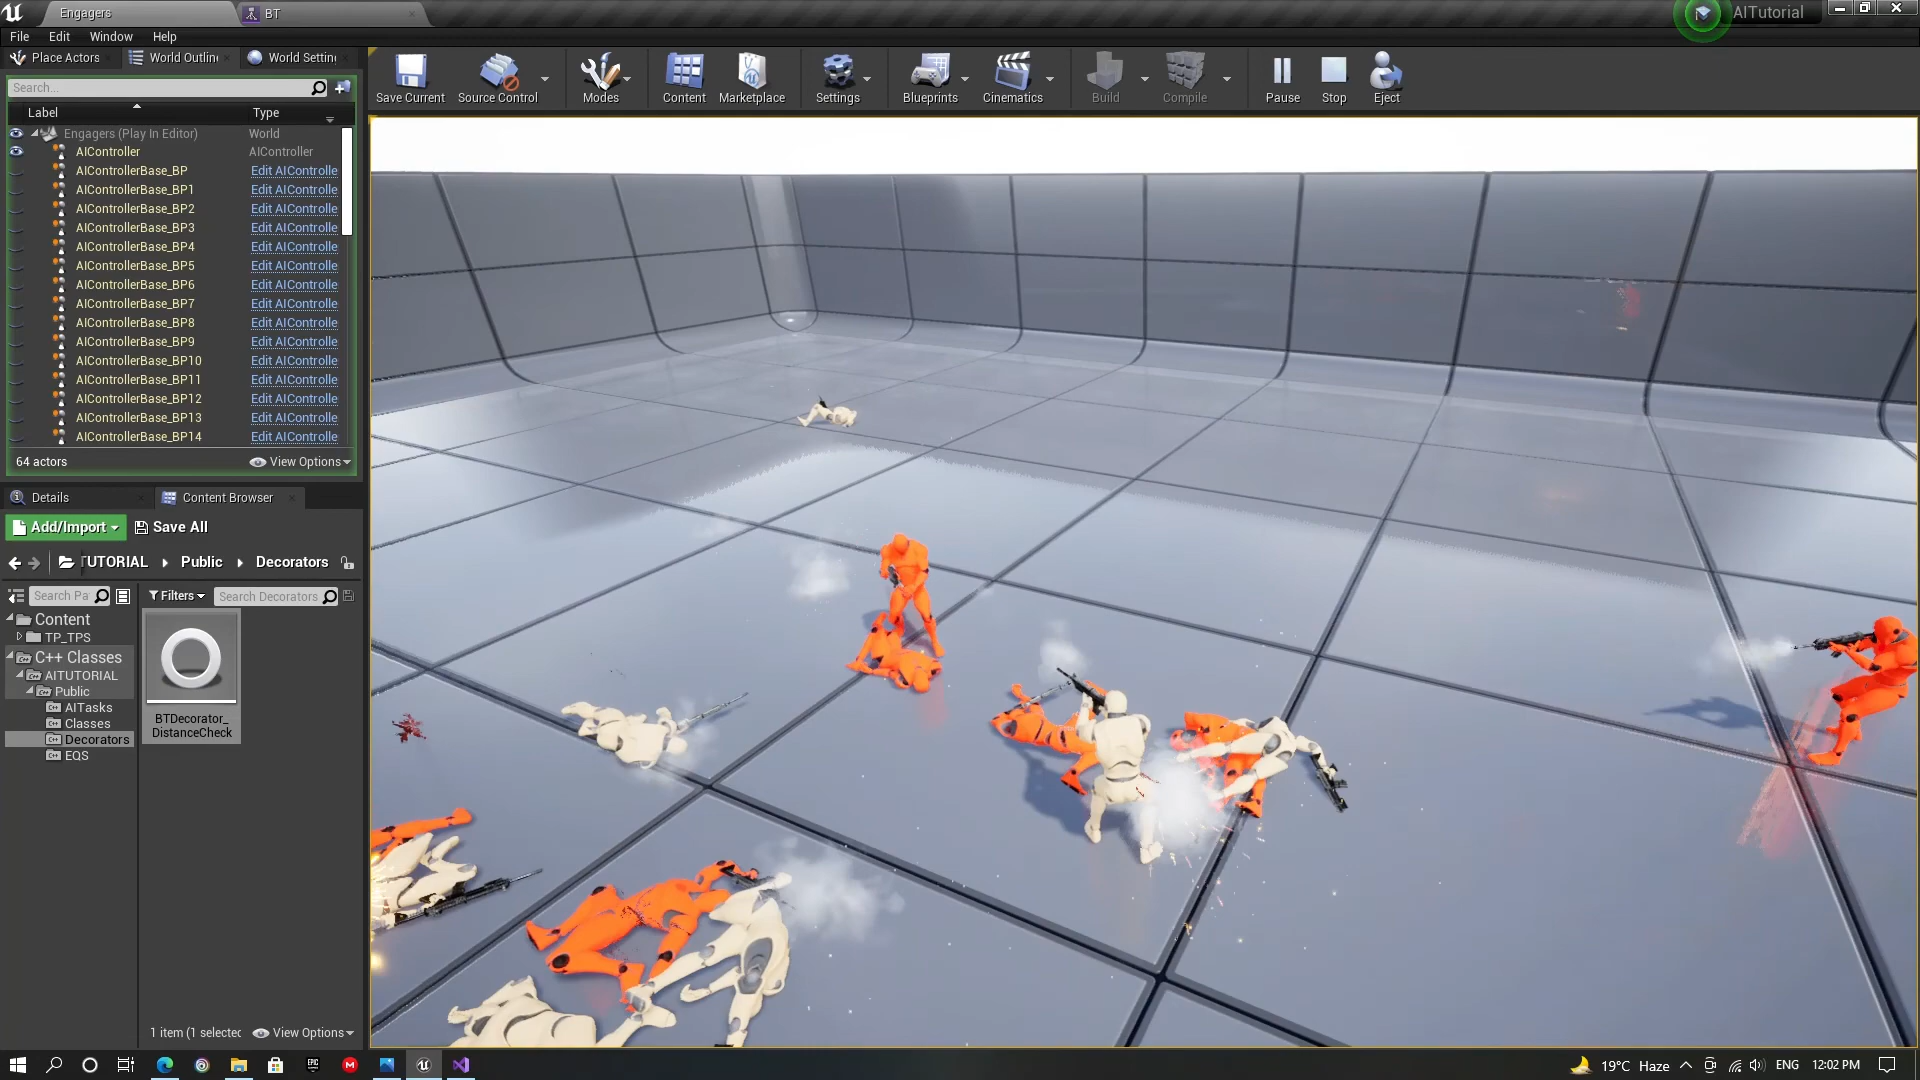 Engagers
BT
AITutorial
File Edit Window Help
Place Actors
World Outlin
World Settin
Search...
Label Type
Engagers (Play In Editor) World
AIController AIController
AIControllerBase_BP Edit AIControlle
AIControllerBase_BP1 Edit AIControlle
AIControllerBase_BP2 Edit AIControlle
AIControllerBase_BP3 Edit AIControlle
AIControllerBase_BP4 Edit AIControlle
AIControllerBase_BP5 Edit AIControlle
AIControllerBase_BP6 Edit AIControlle
AIControllerBase_BP7 Edit AIControlle
AIControllerBase_BP8 Edit AIControlle
AIControllerBase_BP9 Edit AIControlle
AIControllerBase_BP10 Edit AIControlle
AIControllerBase_BP11 Edit AIControlle
AIControllerBase_BP12 Edit AIControlle
AIControllerBase_BP13 Edit AIControlle
AIControllerBase_BP14 Edit AIControlle
64 actors View Options
Save Current Source Control Modes Content Marketplace Settings Blueprints Cinematics Build Compile Pause Stop Eject
Details Content Browser
Add/Import Save All
TUTORIAL Public Decorators
Search Pa Filters Search Decorators
Content
TP_TPS
C++ Classes
AITUTORIAL
Public
AITasks
Classes
Decorators
EQS
BTDecorator_
DistanceCheck
1 item (1 selected View Options
EPIC
M
19°C Haze ENG 12:02 PM